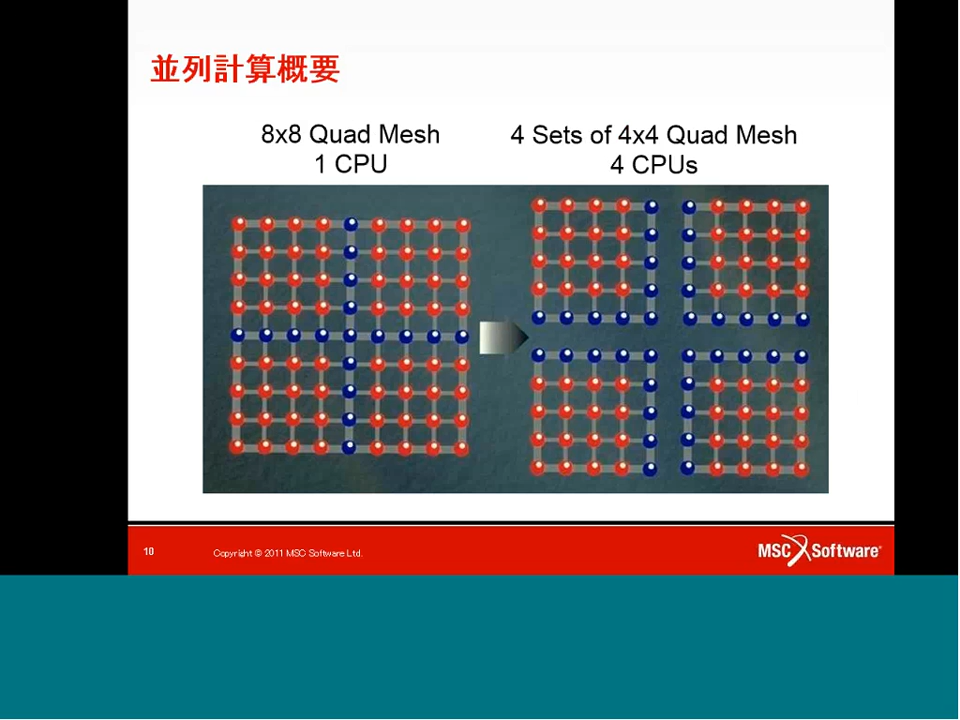 並列計算概要
8x8 Quad Mesh
1 CPU
4 Sets of 4x4 Quad Mesh
4 CPUs
10
Copyright © 2011 MSC Software Ltd.
MSC Software